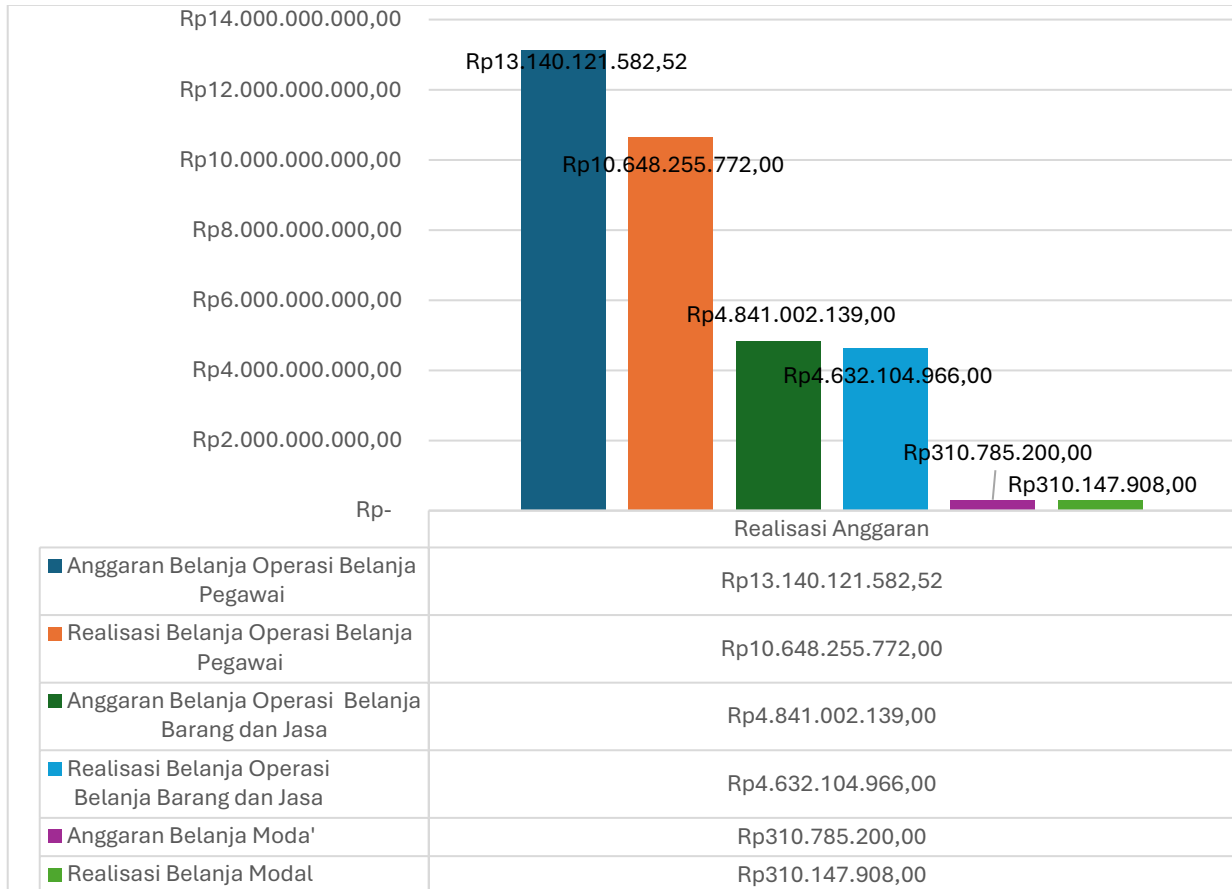 Rp14.000.000.000,00
Rp12.000.000.000,00
Rp10.000.000.000,00
Rp8.000.000.000,00
Rp6.000.000.000,00
Rp4.000.000.000,00
Rp2.000.000.000,00
Rp-
Rp13.140.121.582,52
Rp10.648.255.772,00
Rp4.841.002.139,00
Rp4.632.104.966,00
Rp310.785.200,00
Rp310.147.908,00
Realisasi Anggaran
Anggaran Belanja Operasi Belanja
Pegawai
Rp13.140.121.582,52
Realisasi Belanja Operasi Belanja
Pegawai
Rp10.648.255.772,00
Anggaran Belanja Operasi Belanja
Barang dan Jasa
Rp4.841.002.139,00
Realisasi Belanja Operasi
Belanja Barang dan Jasa
Rp4.632.104.966,00
Anggaran Belanja Moda'
Rp310.785.200,00
Realisasi Belanja Modal
Rp310.147.908,00